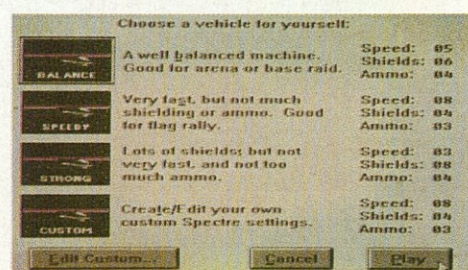 Choose a vehicle for yourself:
BALANCE
A well balanced machine.
Good for arena or base raid.
Speed: 05
Shields: 06
Ammo: 04
SPEEDY
Very fast, but not much
shielding or ammo. Good
for flag rally.
Speed: 08
Shields: 04
Ammo: 03
STRONG
Lots of shields; but not
very fast, and not too
much ammo.
Speed: 03
Shields: 08
Ammo: 04
CUSTOM
Create/Edit your own
custom Spectre settings.
Speed: 08
Shields: 04
Ammo: 03
Edit Custom...
Cancel
Play